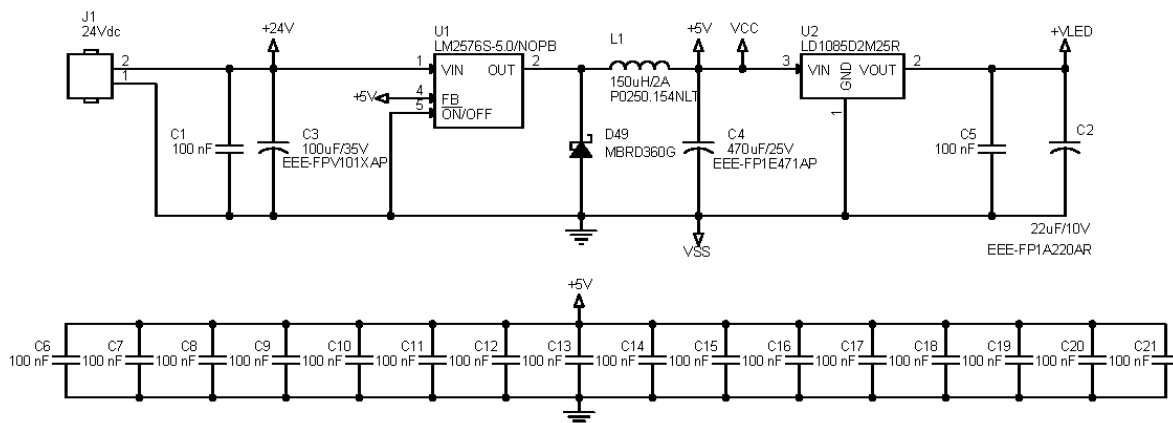 J1
24Vdc
2
1
+24V
C1
100 nF
C3
100uF/35V
EEE-FPV101XAP
U1
LM2576S-5.0/NOPB
1
VIN
OUT
2
+5V
4
FB
5
ON/OFF
L1
150uH/2A
P0250.154NLT
D49
MBRD360G
+5V
VCC
C4
470uF/25V
EEE-FP1E471AP
VSS
U2
LD1085D2M25R
3
VIN
GND
VOUT
2
1
C5
100 nF
+VLED
C2
22uF/10V
EEE-FP1A220AR
+5V
C6
100 nF
C7
100 nF
C8
100 nF
C9
100 nF
C10
100 nF
C11
100 nF
C12
100 nF
C13
100 nF
C14
100 nF
C15
100 nF
C16
100 nF
C17
100 nF
C18
100 nF
C19
100 nF
C20
100 nF
C21
100 nF